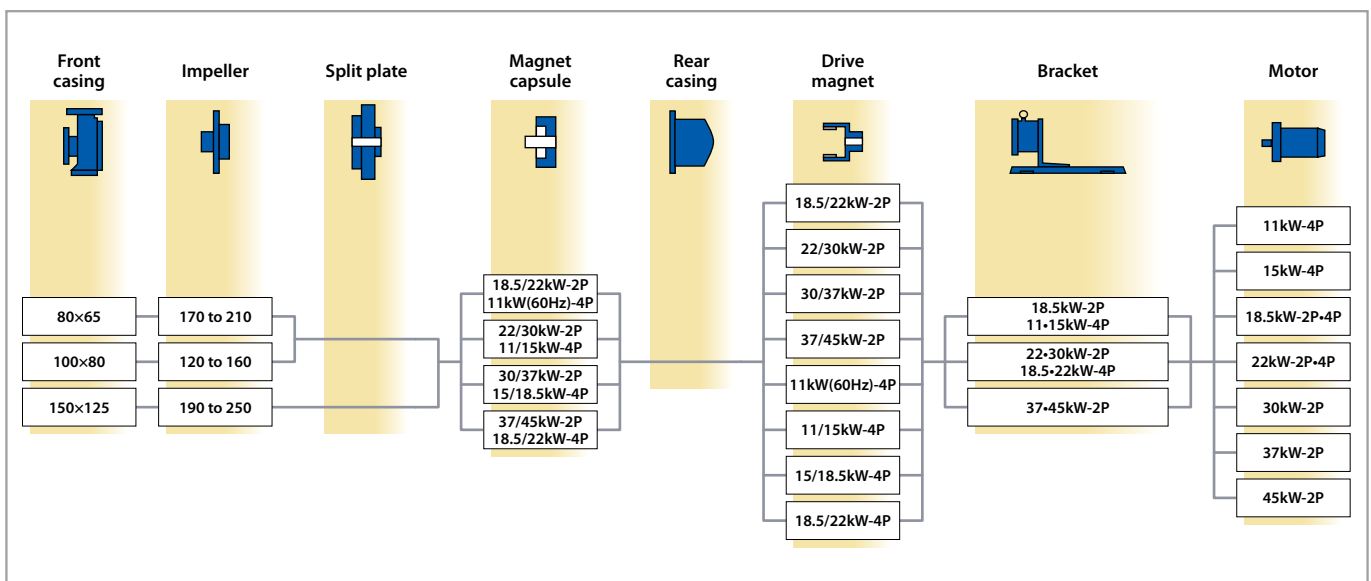 Front
casing
Impeller
Split plate
Magnet
capsule
Rear
casing
Drive
magnet
Bracket
Motor
80×65
100×80
150×125
170 to 210
120 to 160
190 to 250
18.5/22kW-2P
11kW(60Hz)-4P
22/30kW-2P
11/15kW-4P
30/37kW-2P
15/18.5kW-4P
37/45kW-2P
18.5/22kW-4P
18.5/22kW-2P
22/30kW-2P
30/37kW-2P
37/45kW-2P
11kW(60Hz)-4P
11/15kW-4P
15/18.5kW-4P
18.5/22kW-4P
18.5kW-2P
11•15kW-4P
22•30kW-2P
18.5•22kW-4P
37•45kW-2P
11kW-4P
15kW-4P
18.5kW-2P•4P
22kW-2P•4P
30kW-2P
37kW-2P
45kW-2P